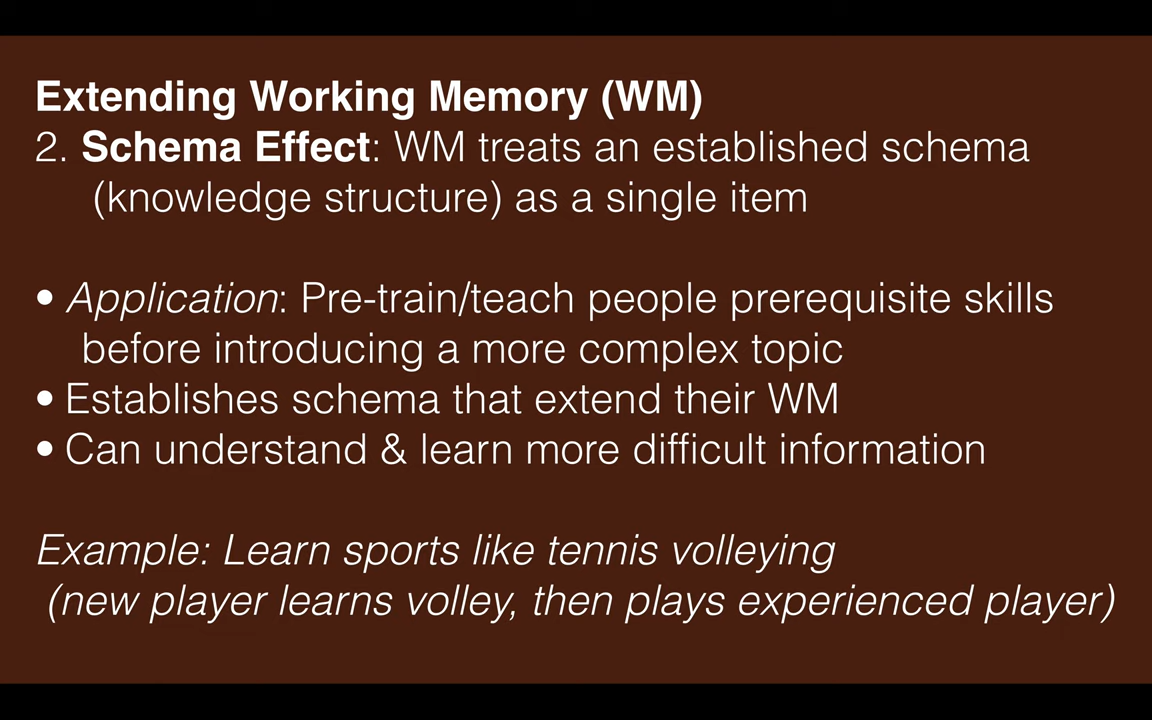 Extending Working Memory (WM)
2. Schema Effect: WM treats an established schema
(knowledge structure) as a single item
• Application: Pre-train/teach people prerequisite skills
before introducing a more complex topic
• Establishes schema that extend their WM
• Can understand & learn more difficult information
Example: Learn sports like tennis volleying
(new player learns volley, then plays experienced player)